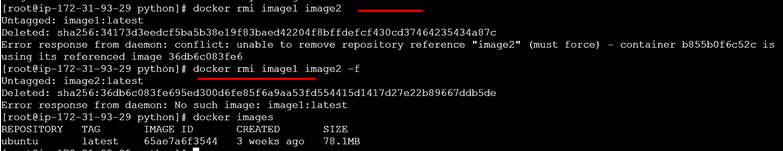 [root@ip-172-31-93-29 python]# docker rmi image1 image2
Untagged: image1:latest
Deleted: sha256:34173d3eedcf5ba5b38e19f83baed42204f8bffdefcf430cd37464235434a87c
Error response from daemon: conflict: unable to remove repository reference "image2" (must force) - container b855b0f6c52c is
using its referenced image 36db6c083fe6
[root@ip-172-31-93-29 python]# docker rmi image1 image2 -f
Untagged: image2:latest
Deleted: sha256:36db6c083fe695ed300d6fe85f6a9aa53fd554415d1417d27e22b89667ddb5de
Error response from daemon: No such image: image1:latest
[root@ip-172-31-93-29 python]# docker images
REPOSITORY TAG IMAGE ID CREATED SIZE
ubuntu latest 65ae7a6f3544 3 weeks ago 78.1MB